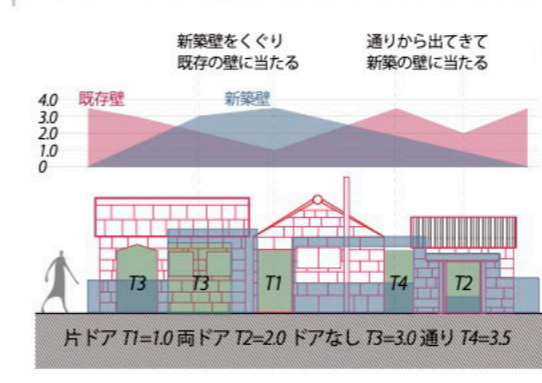 新築壁をくぐり
既存の壁に当たる
通りから出てきて
新築の壁に当たる
既存壁
新築壁
4.0
3.0
2.0
1.0
0
T3
T3
T1
T4
T2
片ドア T1=1.0 両ドア T2=2.0 ドアなし T3=3.0 通り T4=3.5